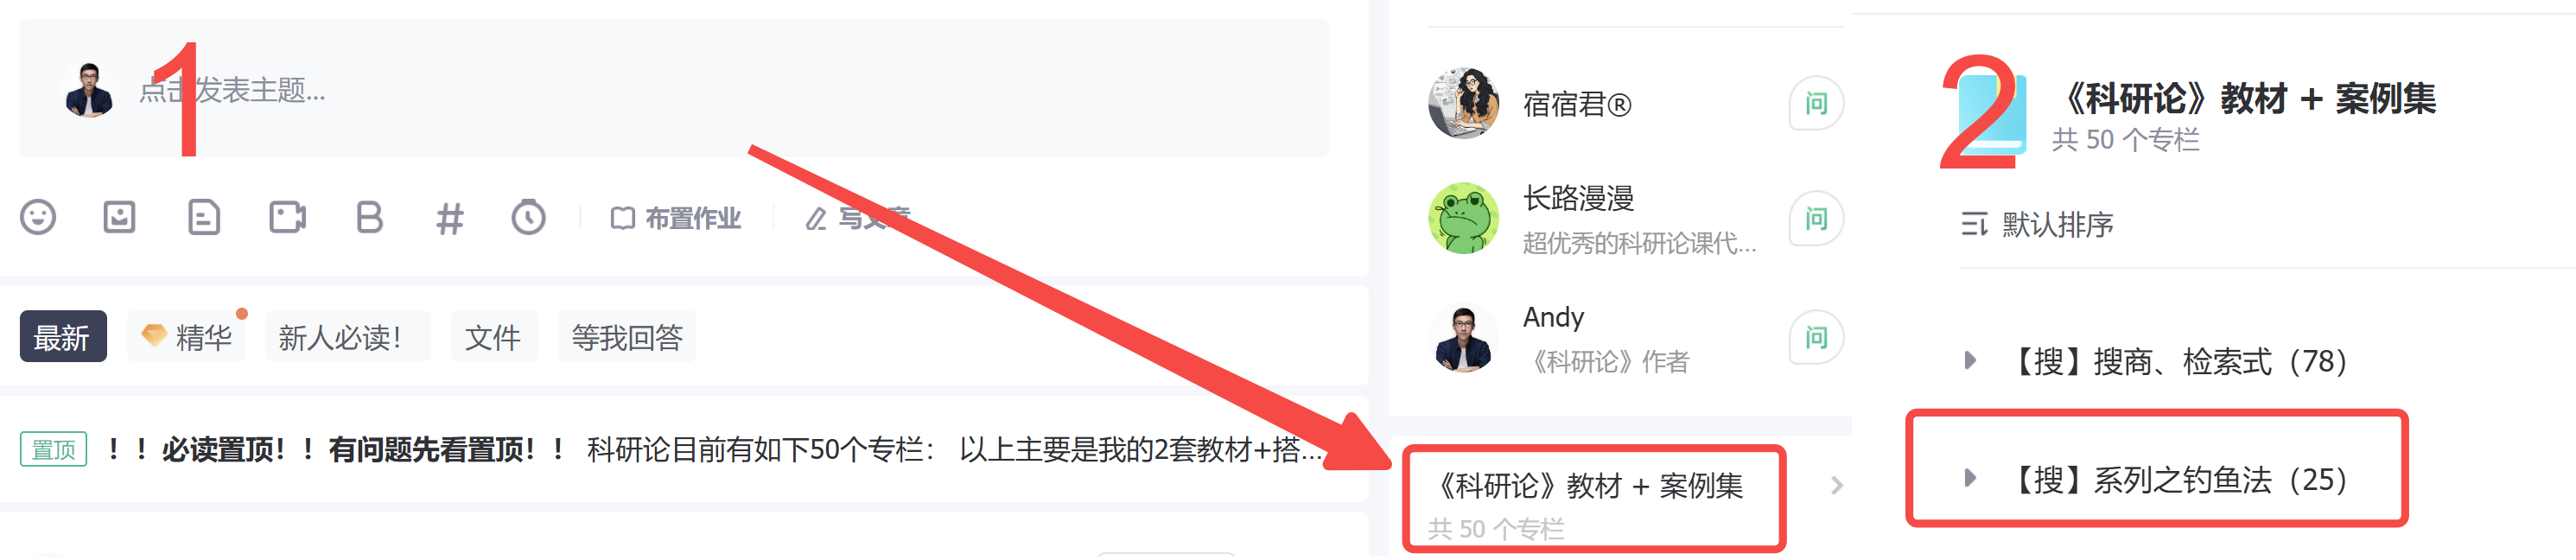 1
点击发表主题...
B
#
布置作业
写文章
最新
精华
新人必读！
文件
等我回答
置顶
！！必读置顶！！有问题先看置顶！！ 科研论目前有如下50个专栏： 以上主要是我的2套教材+搭...
宿宿君®
问
长路漫漫
超优秀的科研论课代...
问
Andy
《科研论》作者
问
《科研论》教材 + 案例集
共 50 个专栏
2
《科研论》教材 + 案例集
共 50 个专栏
默认排序
【搜】搜商、检索式（78）
【搜】系列之钓鱼法（25）